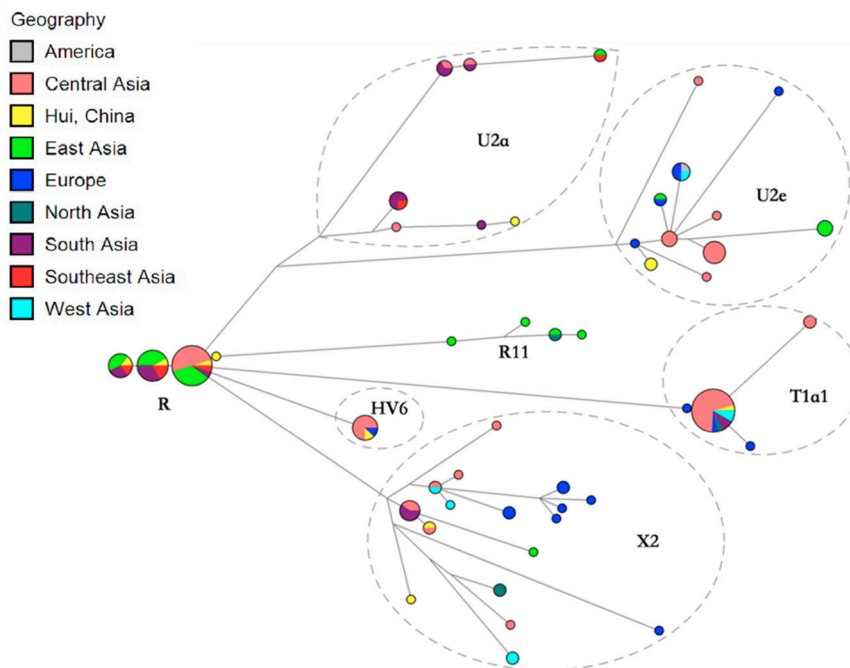 Geography
America
Central Asia
Hui, China
East Asia
Europe
North Asia
South Asia
Southeast Asia
West Asia
U2a
U2e
R11
R
HV6
T1a1
X2